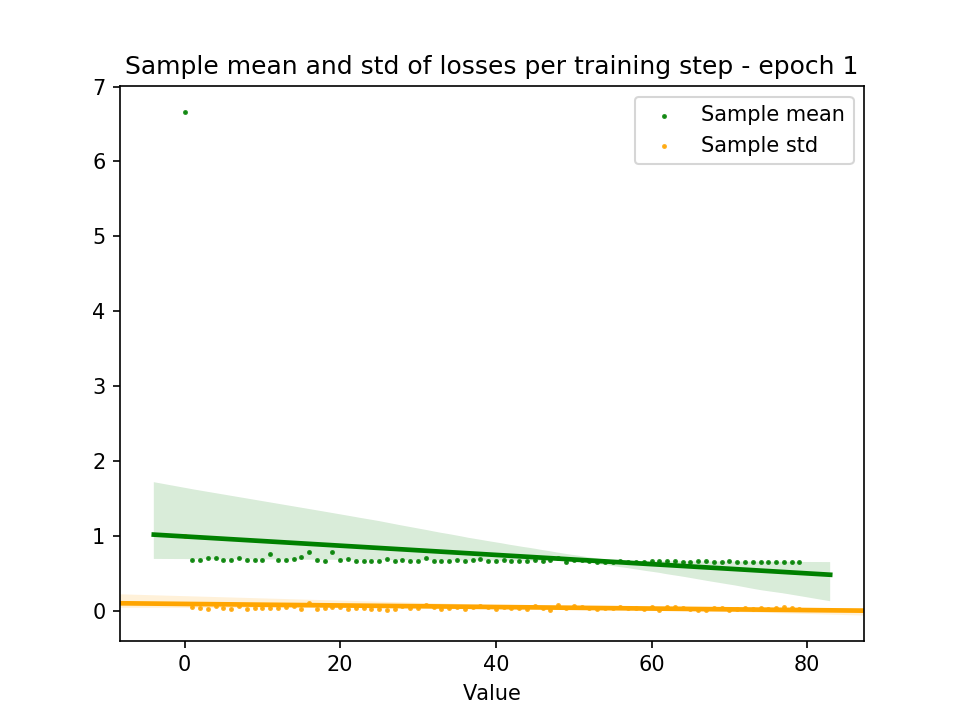 Sample mean and std of losses per training step - epoch 1
7
6
5
4
3
2
1
0
Sample mean
Sample std
0 20 40 60 80
Value